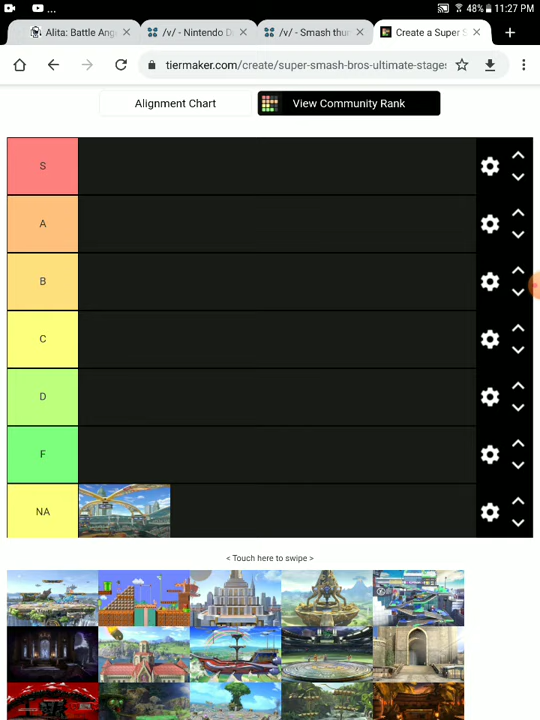 48% 11:27 PM
Alita: Battle Ang
/v/ - Nintendo D
/v/ - Smash thu
Create a Super S
tiermaker.com/create/super-smash-bros-ultimate-stages
Alignment Chart
View Community Rank
S
A
B
C
D
F
NA
< Touch here to swipe >